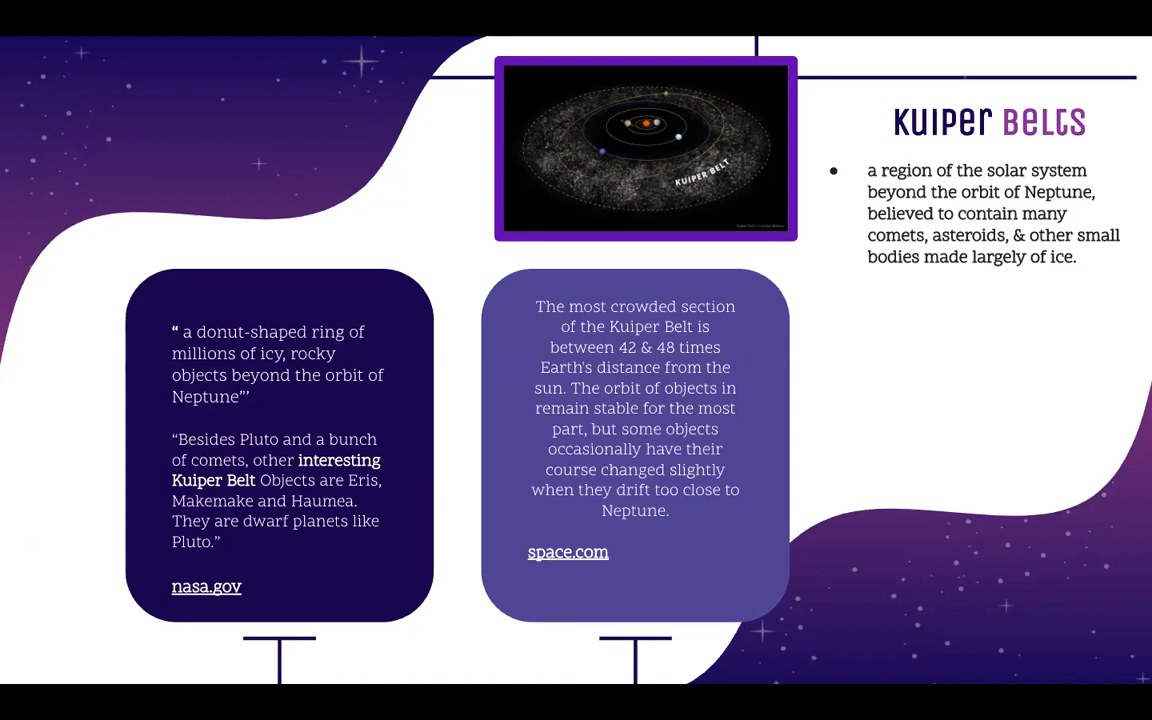 KUIPER BELTS
a region of the solar system
beyond the orbit of Neptune,
believed to contain many
comets, asteroids, & other small
bodies made largely of ice.
KUIPER BELT
“ a donut-shaped ring of
millions of icy, rocky
objects beyond the orbit of
Neptune”’
“Besides Pluto and a bunch
of comets, other interesting
Kuiper Belt Objects are Eris,
Makemake and Haumea.
They are dwarf planets like
Pluto.”
nasa.gov
The most crowded section
of the Kuiper Belt is
between 42 & 48 times
Earth's distance from the
sun. The orbit of objects in
remain stable for the most
part, but some objects
occasionally have their
course changed slightly
when they drift too close to
Neptune.
space.com